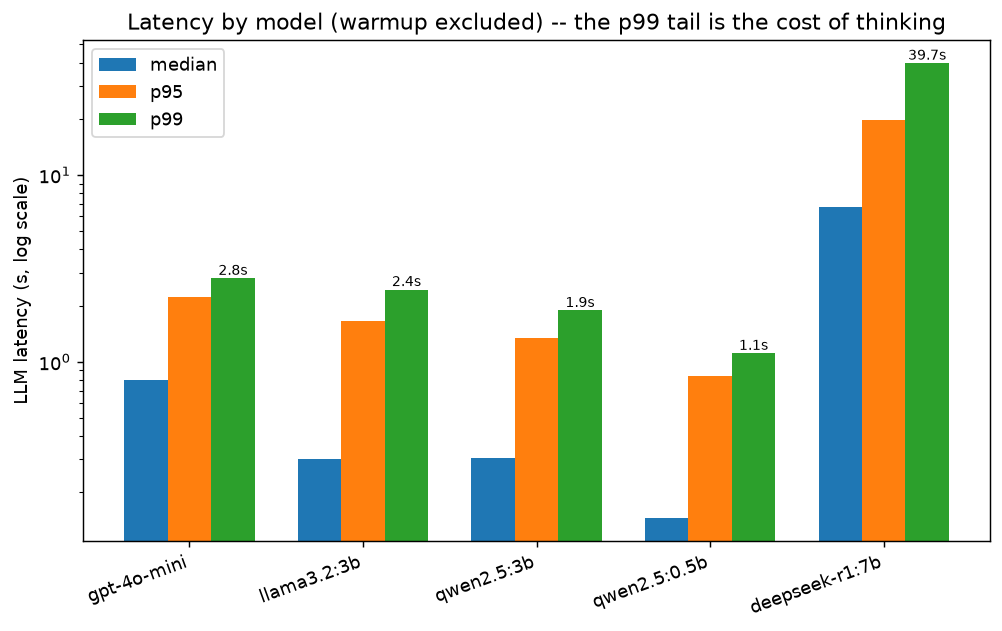 Latency by model (warmup excluded) -- the p99 tail is the cost of thinking
median
p95
p99
LLM latency (s, log scale)
10¹
10⁰
2.8s
2.4s
1.9s
1.1s
39.7s
gpt-4o-mini
llama3.2:3b
qwen2.5:3b
qwen2.5:0.5b
deepseek-r1:7b